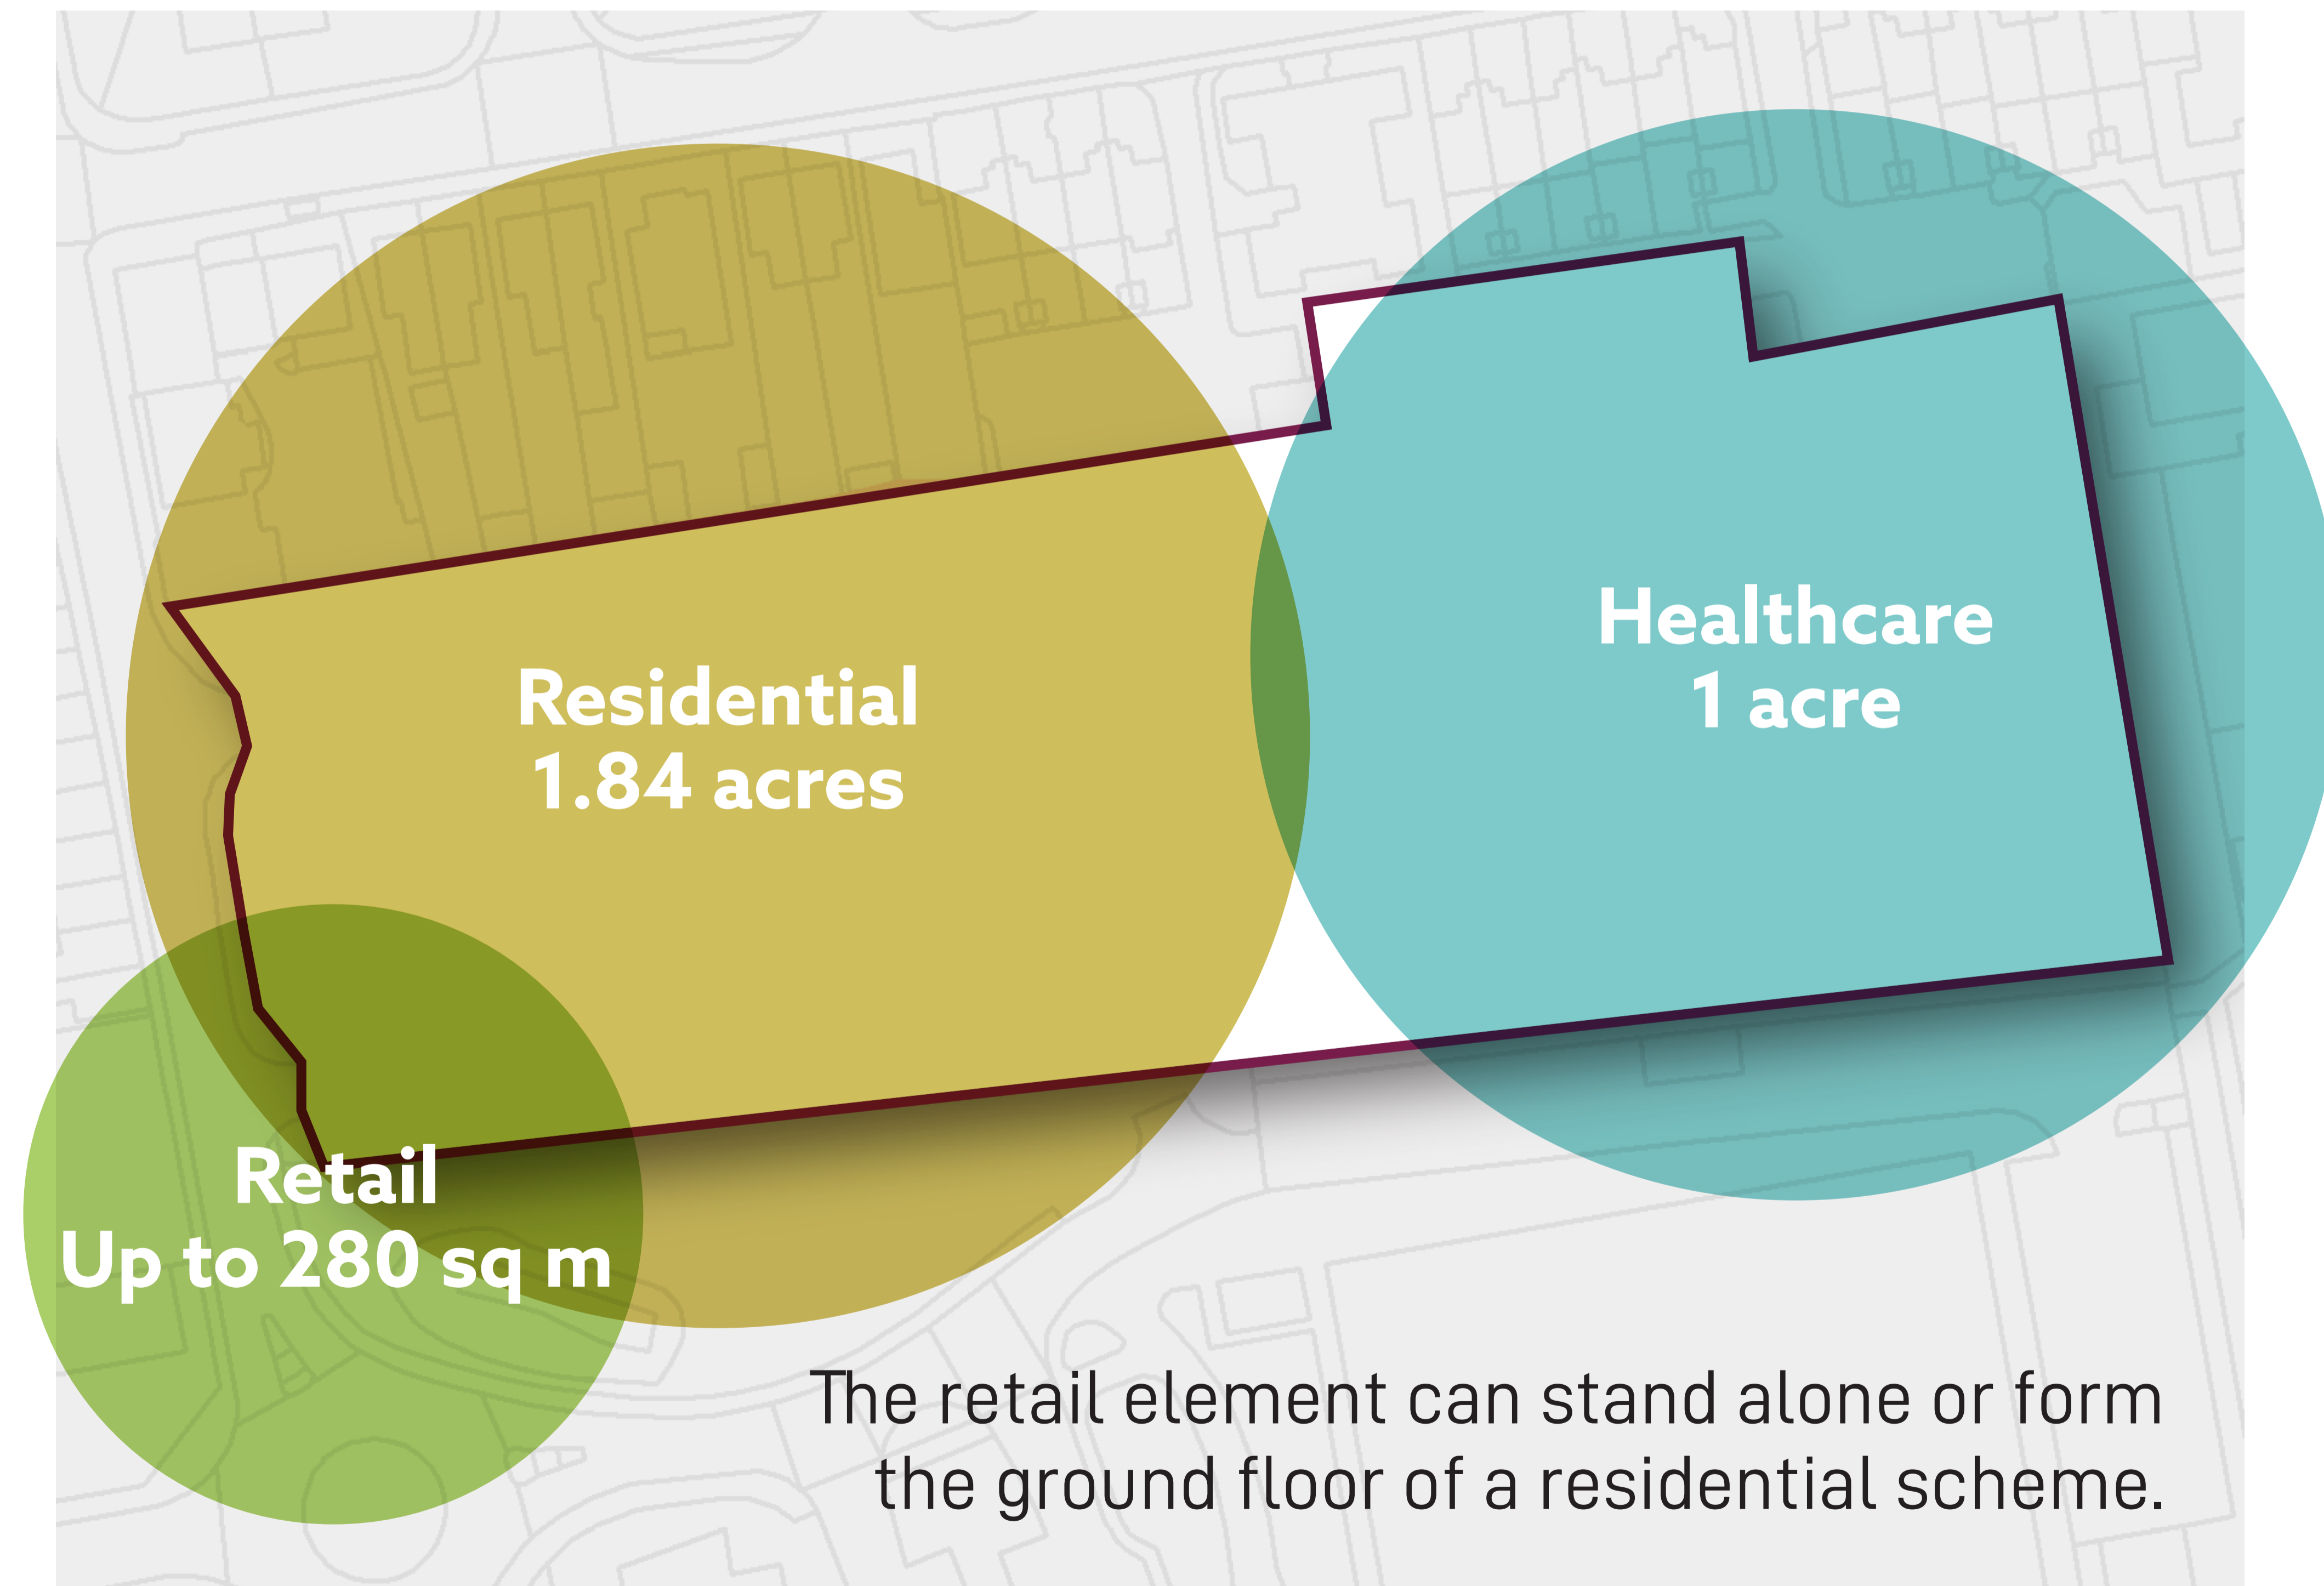 Healthcare
1 acre
Residential
1.84 acres
Retail
Up to 280 sq m
The retail element can stand alone or form
the ground floor of a residential scheme.